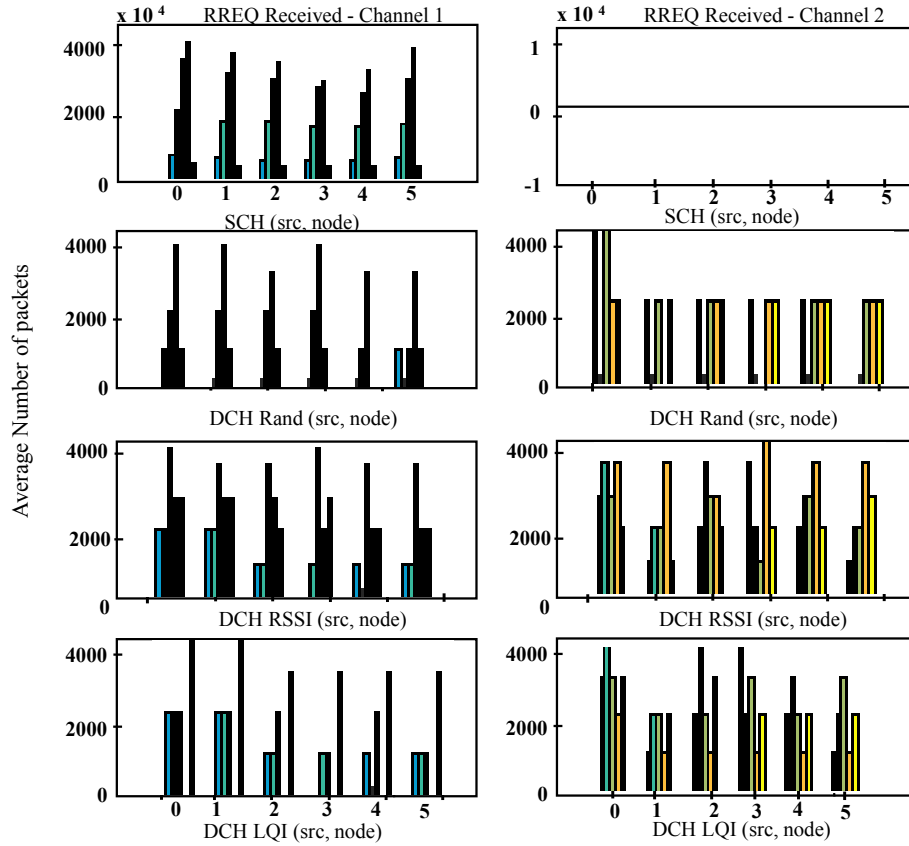 x 10⁴ RREQ Received - Channel 1
4000
2000
0
0 1 2 3 4 5
SCH (src, node)
x 10⁴ RREQ Received - Channel 2
1
0
-1
0 1 2 3 4 5
SCH (src, node)
Average Number of packets
4000
2000
0
DCH Rand (src, node)
4000
2000
0
DCH Rand (src, node)
4000
2000
0
DCH RSSI (src, node)
4000
2000
0
DCH RSSI (src, node)
4000
2000
0
0 1 2 3 4 5
DCH LQI (src, node)
4000
2000
0
0 1 2 3 4 5
DCH LQI (src, node)